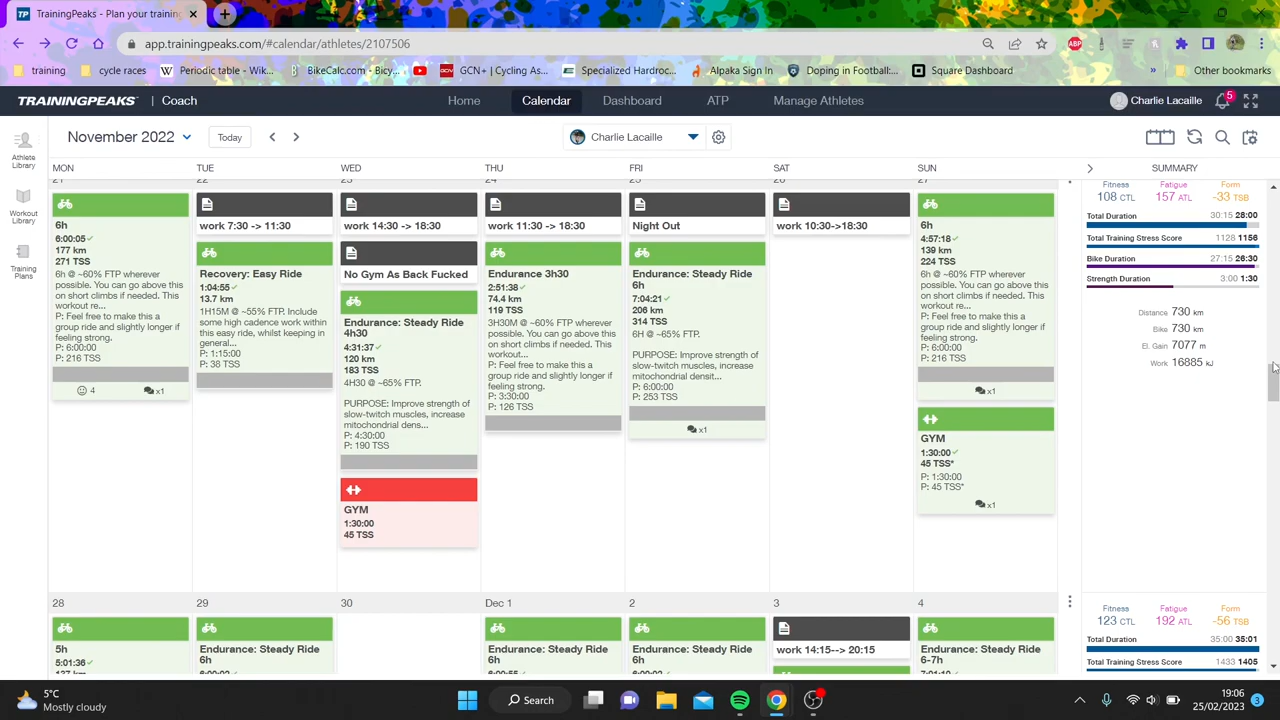 TrainingPeaks - Plan your training
app.trainingpeaks.com/#calendar/athletes/2107506
training
cycle races
Periodic table - Wik...
BikeCalc.com - Bicy...
GCN+ | Cycling As...
Specialized Hardroc...
Alpaka Sign In
Doping in Football:...
Square Dashboard
»
Other bookmarks
TRAININGPEAKS | Coach
Home
Calendar
Dashboard
ATP
Manage Athletes
Charlie Lacaille
5
Athlete
Library
Workout
Library
Training
Plans
November 2022
Today
Charlie Lacaille
MON TUE WED THU FRI SAT SUN SUMMARY
21 22 23 24 25 26 27
6h
6:00:05
177 km
271 TSS
6h @ ~60% FTP wherever
possible. You can go above this
on short climbs if needed. This
workout re...
P: Feel free to make this a
group ride and slightly longer if
feeling strong.
P: 6:00:00
P: 216 TSS
4 x1
work 7:30 -> 11:30
Recovery: Easy Ride
1:04:55
13.7 km
1H15M @ ~55% FTP. Include
some high cadence work within
this easy ride, whilst keeping in
general...
P: 1:15:00
P: 38 TSS
work 14:30 -> 18:30
No Gym As Back Fucked
Endurance: Steady Ride
4h30
4:31:37
120 km
183 TSS
4H30 @ ~65% FTP.
PURPOSE: Improve strength of
slow-twitch muscles, increase
mitochondrial dens...
P: 4:30:00
P: 190 TSS
GYM
1:30:00
45 TSS
work 11:30 -> 18:30
Endurance 3h30
2:51:38
74.4 km
119 TSS
3H30M @ ~60% FTP wherever
possible. You can go above this
on short climbs if needed. This
workout...
P: Feel free to make this a
group ride and slightly longer if
feeling strong.
P: 3:30:00
P: 126 TSS
Night Out
Endurance: Steady Ride
6h
7:04:21
206 km
314 TSS
6H @ ~65% FTP.
PURPOSE: Improve strength of
slow-twitch muscles, increase
mitochondrial densit...
P: 6:00:00
P: 253 TSS
x1
work 10:30->18:30
6h
4:57:18
139 km
224 TSS
6h @ ~60% FTP wherever
possible. You can go above this
on short climbs if needed. This
workout re...
P: Feel free to make this a
group ride and slightly longer if
feeling strong.
P: 6:00:00
P: 216 TSS
x1
GYM
1:30:00
45 TSS*
P: 1:30:00
P: 45 TSS*
x1
Fitness Fatigue Form
108 CTL 157 ATL -33 TSB
Total Duration 30:15 28:00
Total Training Stress Score 1128 1156
Bike Duration 27:15 26:30
Strength Duration 3:00 1:30
Distance 730 km
Bike 730 km
El. Gain 7077 m
Work 16885 kJ
28 29 30 Dec 1 2 3 4
5h
5:01:36
Endurance: Steady Ride
6h
Endurance: Steady Ride
6h
Endurance: Steady Ride
6h
work 14:15--> 20:15
Endurance: Steady Ride
6-7h
Fitness Fatigue Form
123 CTL 192 ATL -56 TSB
Total Duration 35:00 35:01
Total Training Stress Score 1433 1405
5°C
Mostly cloudy
Search
19:06
25/02/2023
3